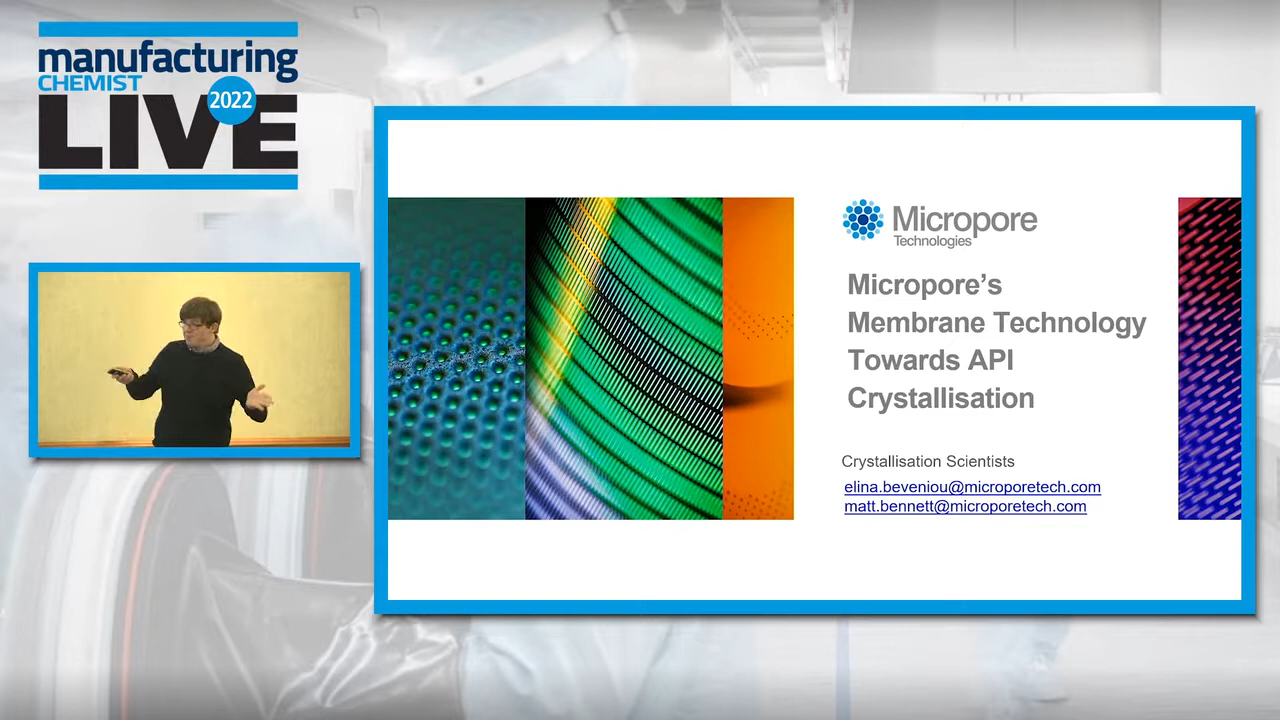 manufacturing
CHEMIST
2022
LIVE
Micropore
Technologies
Micropore’s
Membrane Technology
Towards API
Crystallisation
Crystallisation Scientists
elina.beveniou@microporetech.com
matt.bennett@microporetech.com